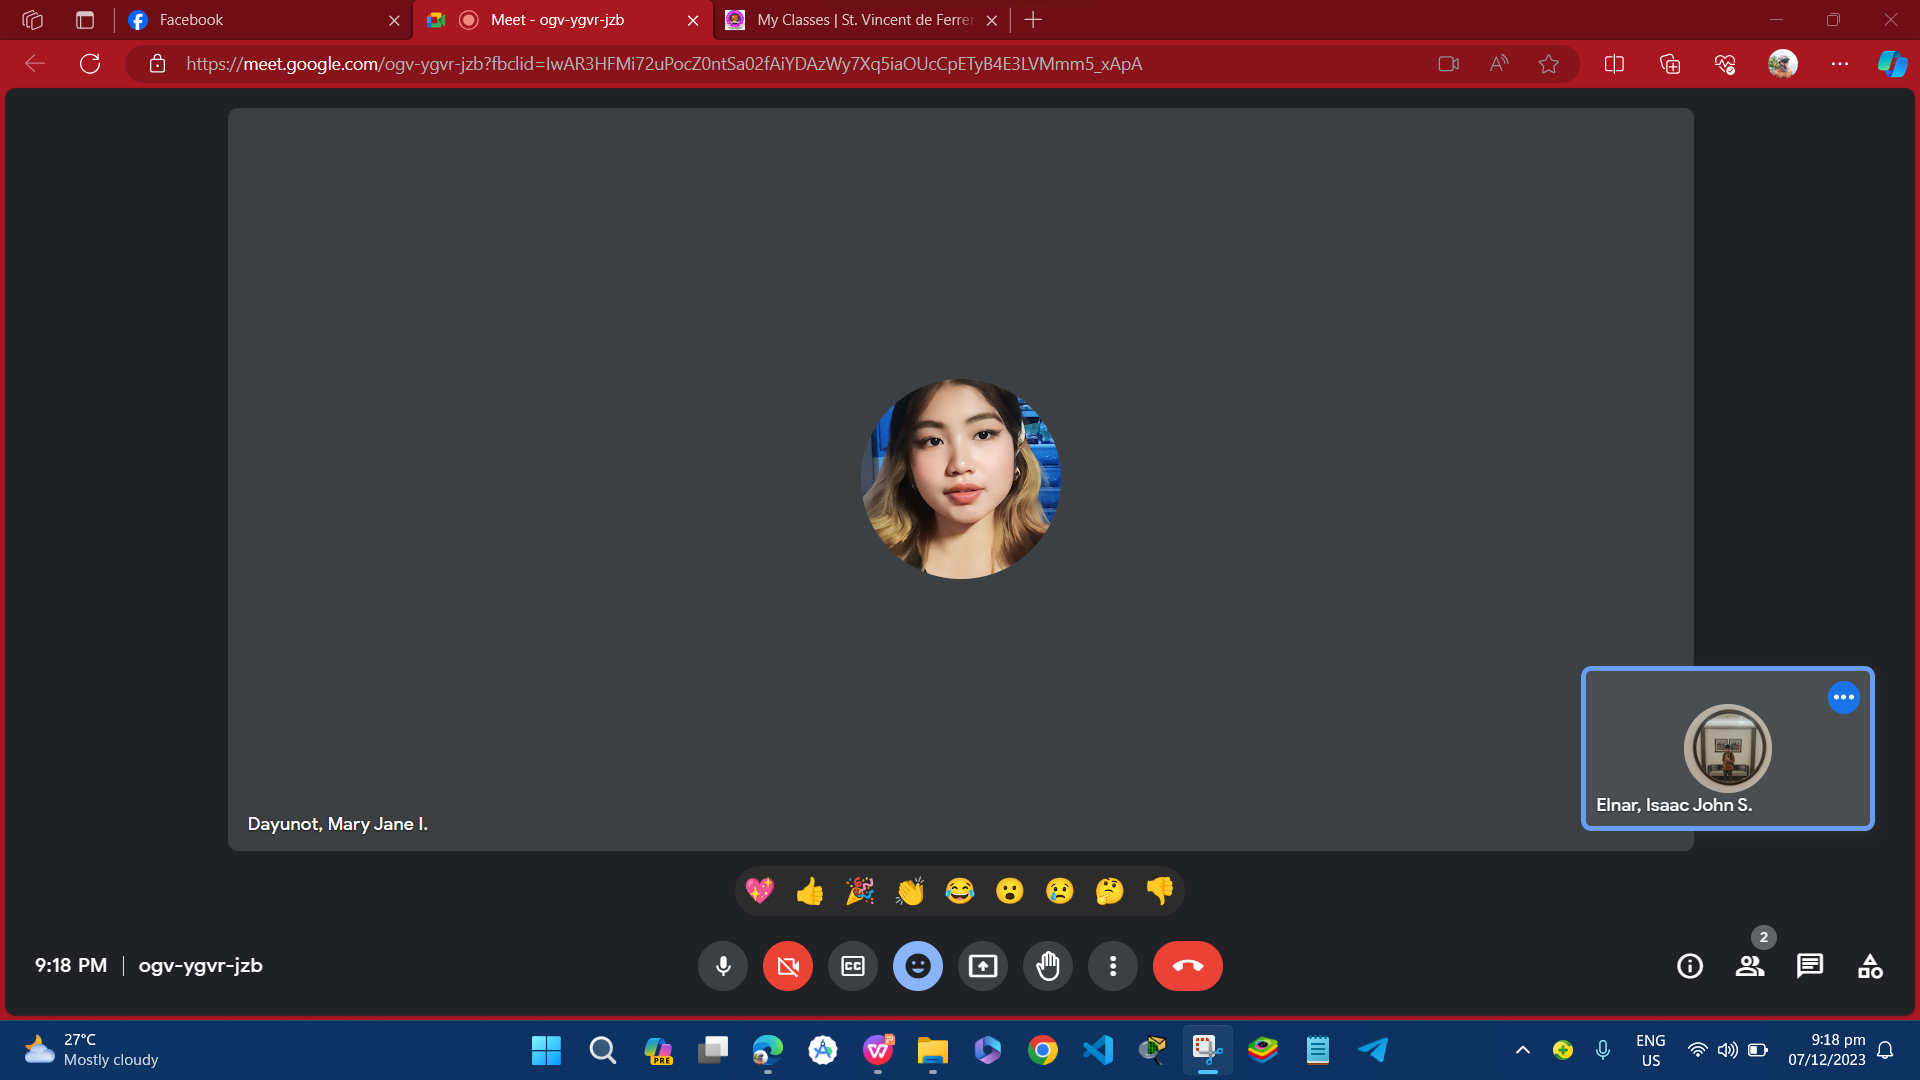 Facebook
Meet - ogv-ygvr-jzb
My Classes | St. Vincent de Ferrer
https://meet.google.com/ogv-ygvr-jzb?fbclid=IwAR3HFMi72uPocZ0ntSa02fAiYDAzWy7Xq5iaOUcCpETyB4E3LVMmm5_xApA
Elnar, Isaac John S.
Dayunot, Mary Jane I.
2
9:18 PM | ogv-ygvr-jzb
CC
27°C
Mostly cloudy
PRE
ENG
US
9:18 pm
07/12/2023